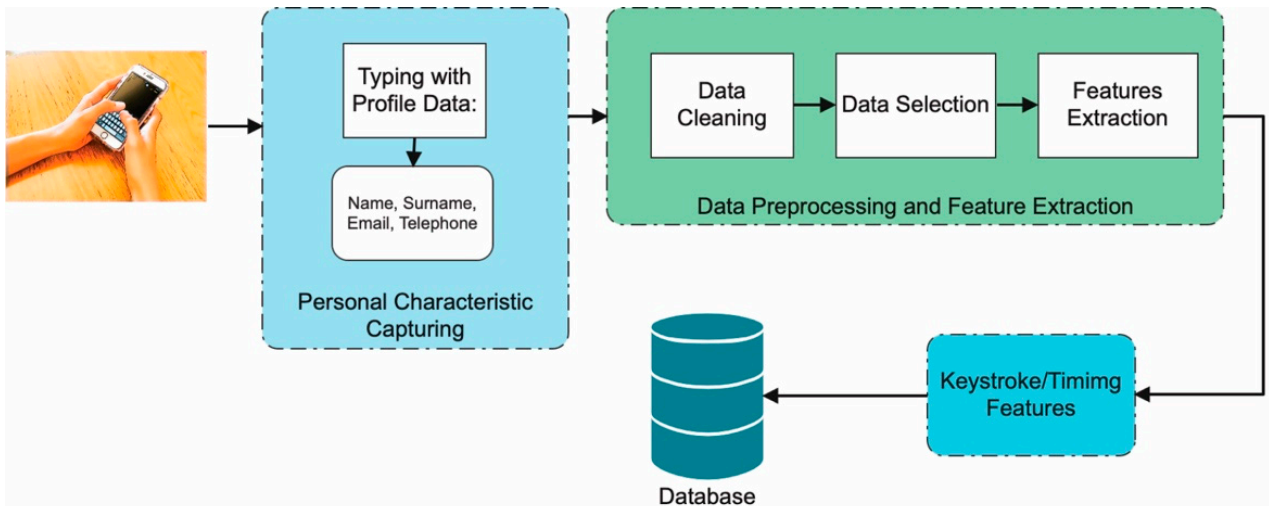 Typing with
Profile Data:
Name, Surname,
Email, Telephone
Personal Characteristic
Capturing
Data
Cleaning
Data Selection
Features
Extraction
Data Preprocessing and Feature Extraction
Keystroke/Timimg
Features
Database